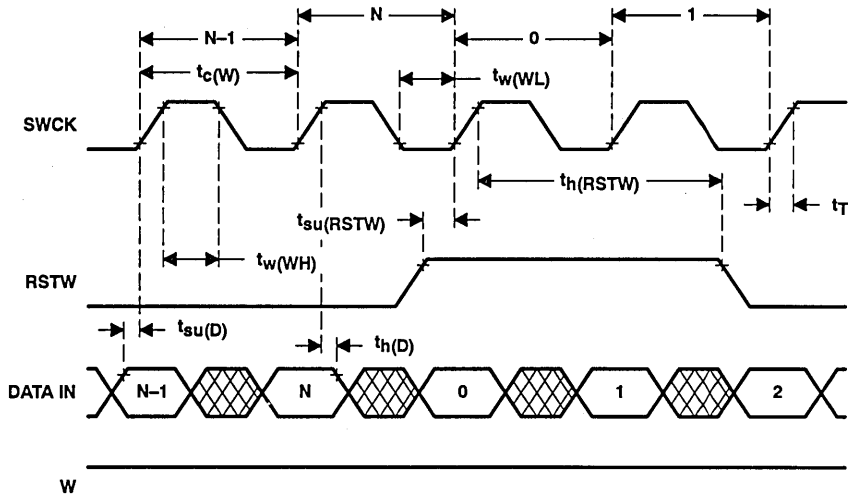 N–1
N
0
1
tc(W)
tw(WL)
SWCK
th(RSTW)
tsu(RSTW)
tT
tw(WH)
RSTW
tsu(D)
th(D)
DATA IN
N–1
N
0
1
2
W